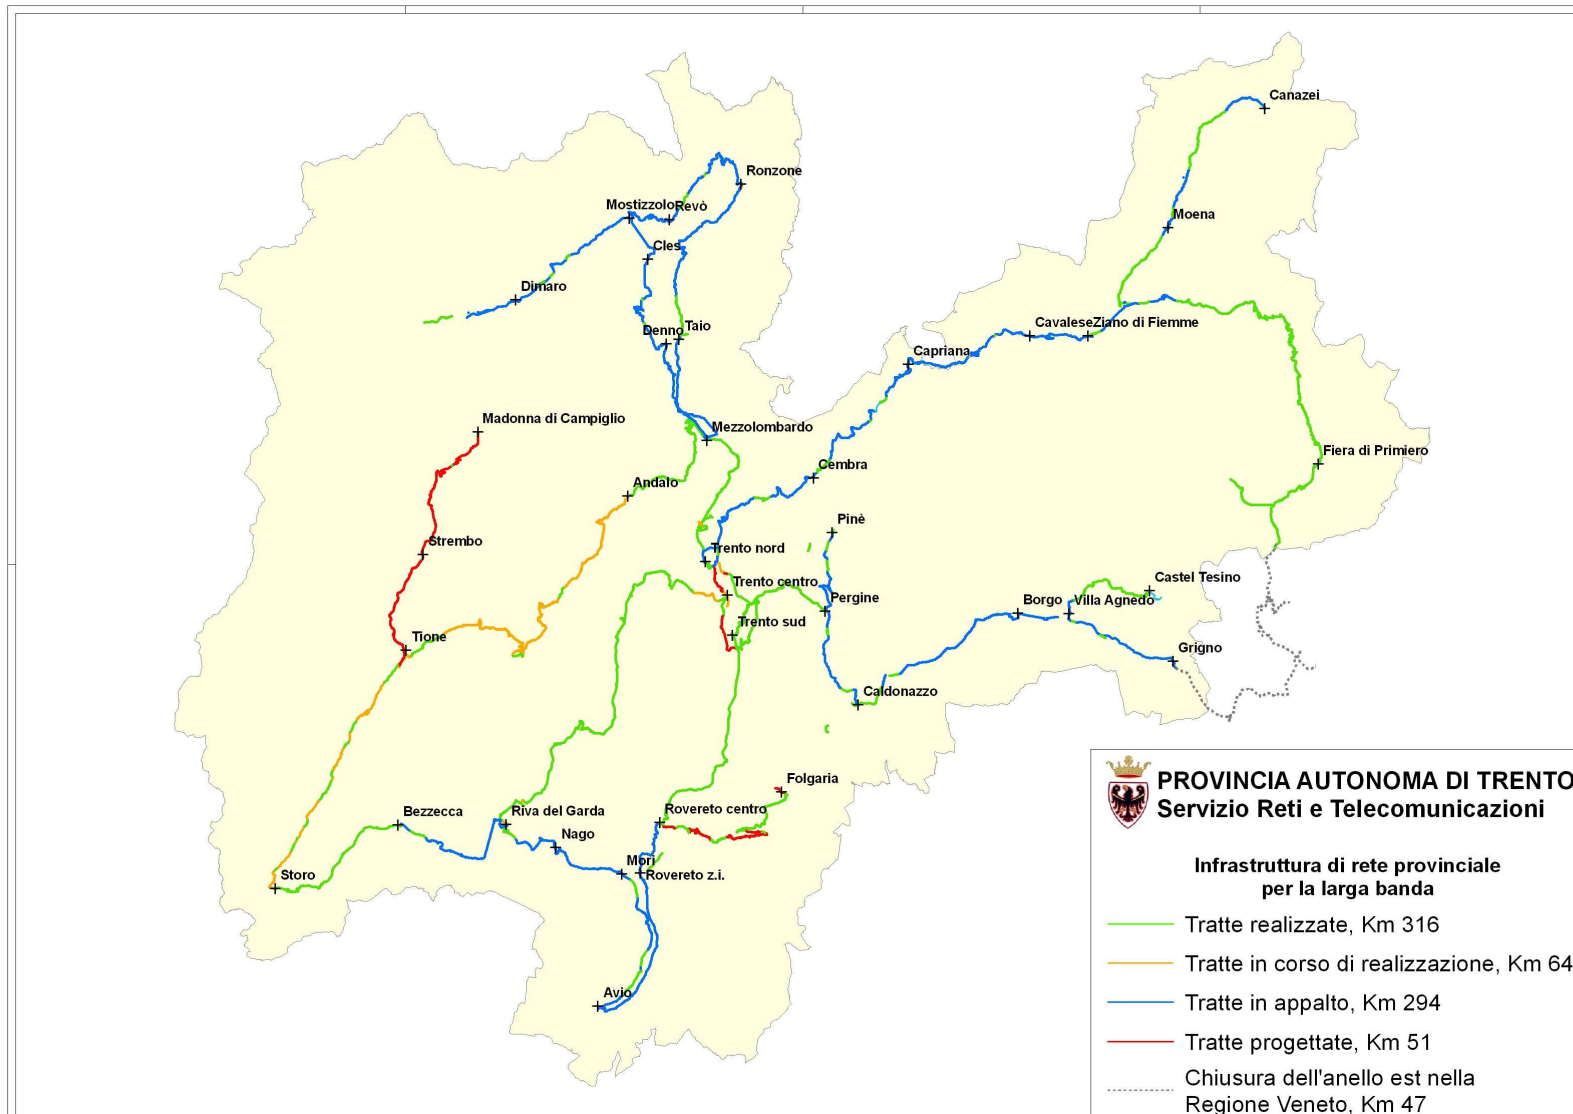 Canazei
Ronzone
Mostizzolo
Revò
Moena
Cles
Dimaro
Denno
Taio
Cavalese
Ziano di Fiemme
Capriana
Madonna di Campiglio
Mezzolombardo
Fiera di Primiero
Cembra
Andalo
Pinè
Strembo
Trento nord
Trento centro
Castel Tesino
Pergine
Borgo
Villa Agnedo
Trento sud
Tione
Grigno
Caldonazzo
Folgaria
Bezzecca
Riva del Garda
Rovereto centro
Nago
Mori
Storo
Rovereto z.i.
Avio
PROVINCIA AUTONOMA DI TRENTO
Servizio Reti e Telecomunicazioni
Infrastruttura di rete provinciale
per la larga banda
Tratte realizzate, Km 316
Tratte in corso di realizzazione, Km 64
Tratte in appalto, Km 294
Tratte progettate, Km 51
Chiusura dell'anello est nella
Regione Veneto, Km 47